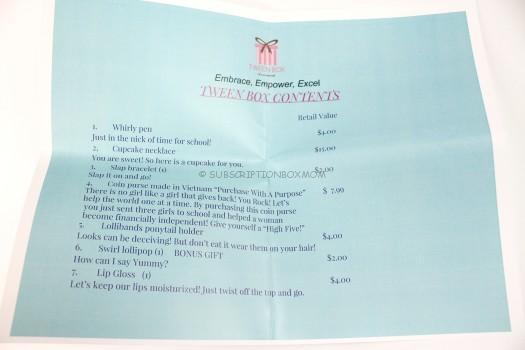 TWEEN BOX
Embrace, Empower, Excel
TWEEN BOX CONTENTS
Retail Value
1. Whirly pen $4.00
Just in the nick of time for school!
2. Cupcake necklace $15.00
You are sweet! So here is a cupcake for you.
3. Slap bracelet (1) $2.00
Slap it on and go!
© SUBSCRIPTIONBOXMOM
4. Coin purse made in Vietnam "Purchase With A Purpose" $ 7.99
There is no girl like a girl that gives back! You Rock! Let's
help the world one at a time. By purchasing this coin purse
you just sent three girls to school and helped a woman
become financially independent! Give yourself a "High Five!"
5. Lollibands ponytail holder $4.00
Looks can be deceiving! But don't eat it wear them on your hair!
6. Swirl lollipop (1) BONUS GIFT $2.00
How can I say Yummy?
7. Lip Gloss (1) $4.00
Let's keep our lips moisturized! Just twist off the top and go.